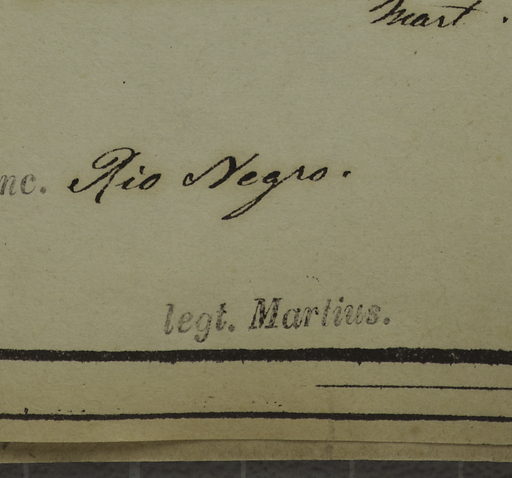 Mart.
nc. Rio Negro.
legt. Martius.